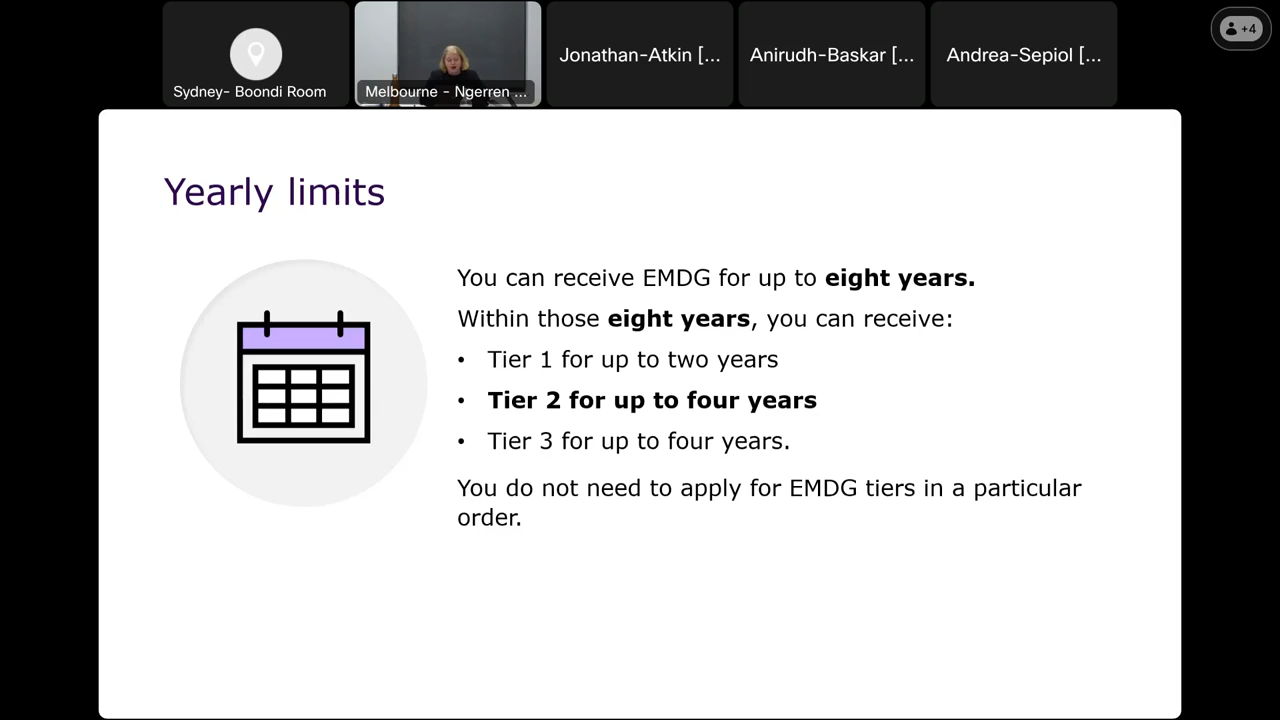 Sydney- Boondi Room
Melbourne - Ngerren ...
Jonathan-Atkin [...
Anirudh-Baskar [...
Andrea-Sepiol [...
+4
Yearly limits
You can receive EMDG for up to eight years.
Within those eight years, you can receive:
• Tier 1 for up to two years
• Tier 2 for up to four years
• Tier 3 for up to four years.
You do not need to apply for EMDG tiers in a particular
order.